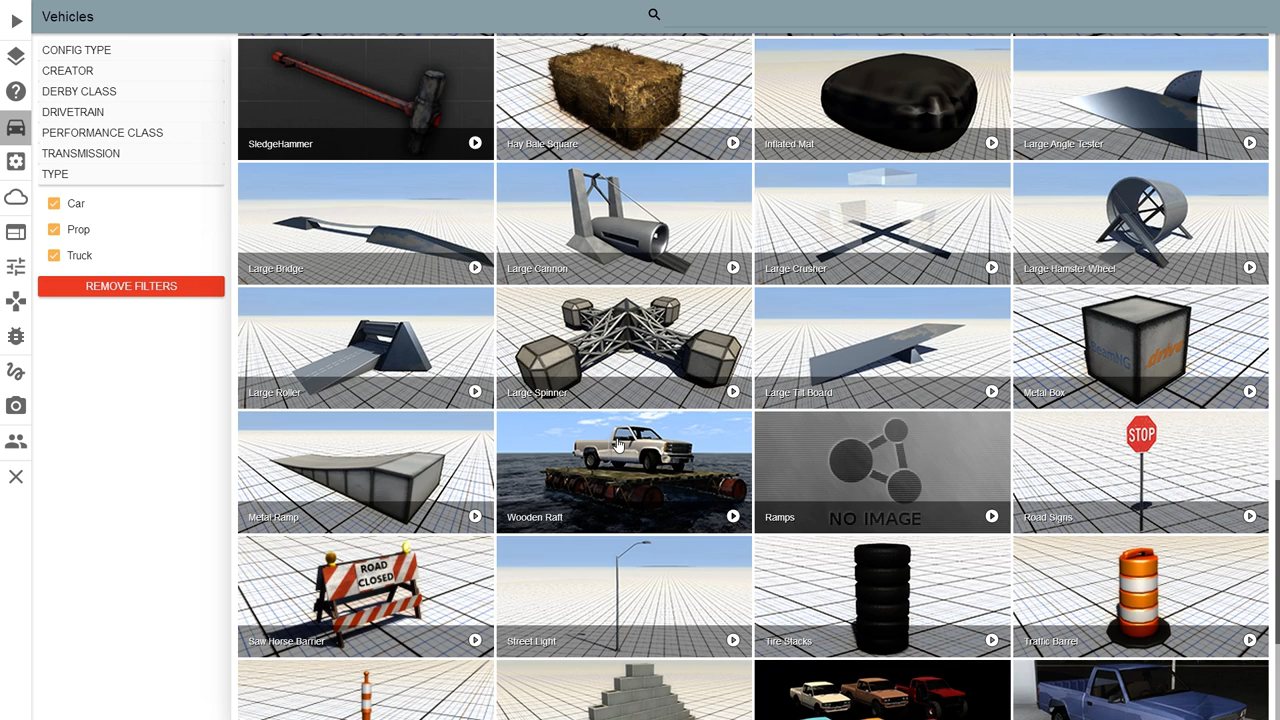 Vehicles
CONFIG TYPE
CREATOR
DERBY CLASS
DRIVETRAIN
PERFORMANCE CLASS
TRANSMISSION
TYPE
Car
Prop
Truck
REMOVE FILTERS
SledgeHammer
Hay Bale Square
Inflated Mat
Large Angle Tester
Large Bridge
Large Cannon
Large Crusher
Large Hamster Wheel
Large Roller
Large Spinner
Large Tilt Board
BeamNG
drive
Metal Box
Metal Ramp
Wooden Raft
NO IMAGE
Ramps
STOP
Road Signs
ROAD
CLOSED
Saw Horse Barrier
Street Light
Tire Stacks
Traffic Barrel